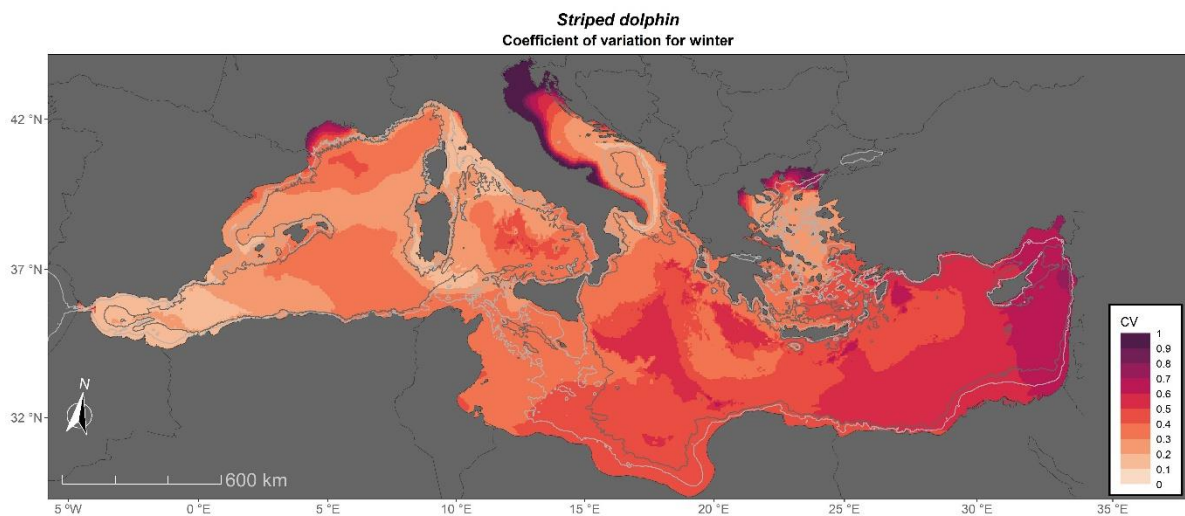 Striped dolphin
Coefficient of variation for winter
42 °N
37 °N
32 °N
N
600 km
CV
1
0.9
0.8
0.7
0.6
0.5
0.4
0.3
0.2
0.1
0
5 °W
0 °E
5 °E
10 °E
15 °E
20 °E
25 °E
30 °E
35 °E